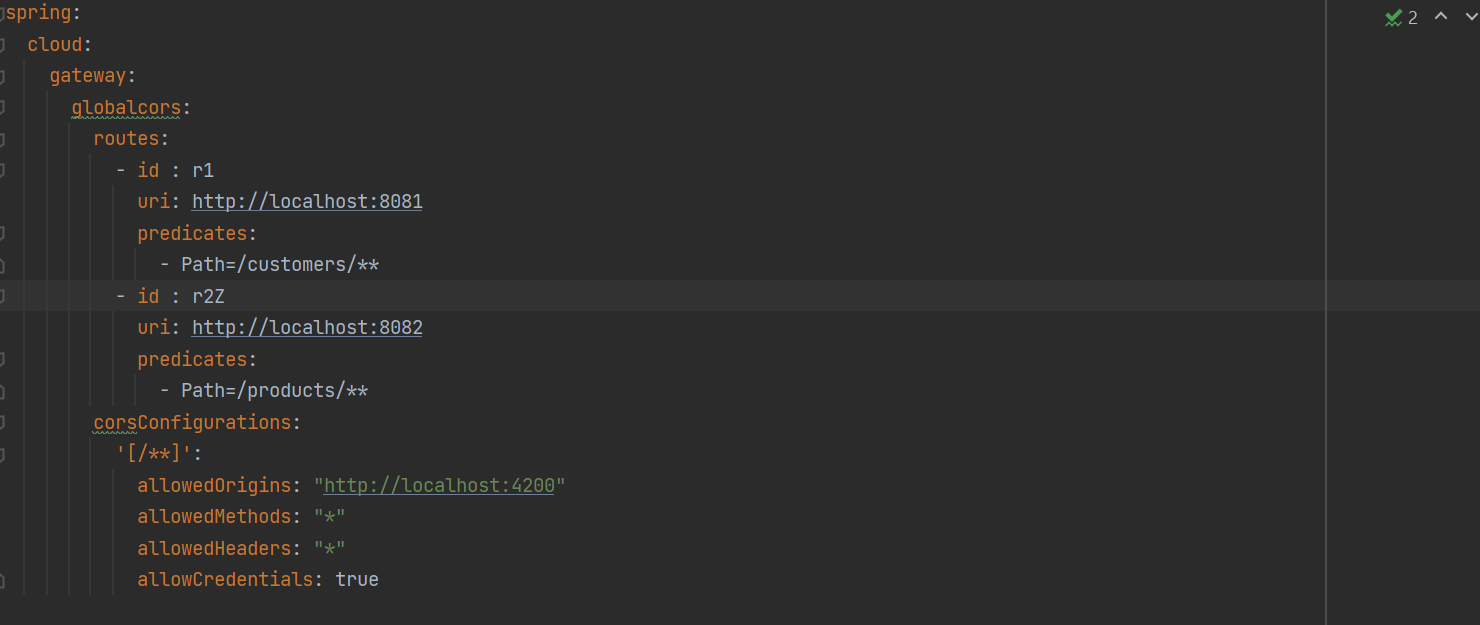 spring:
  cloud:
    gateway:
      globalcors:
        routes:
          - id : r1
            uri: http://localhost:8081
            predicates:
              - Path=/customers/**
          - id : r2Z
            uri: http://localhost:8082
            predicates:
              - Path=/products/**
        corsConfigurations:
          '[/**]':
            allowedOrigins: "http://localhost:4200"
            allowedMethods: "*"
            allowedHeaders: "*"
            allowCredentials: true
2